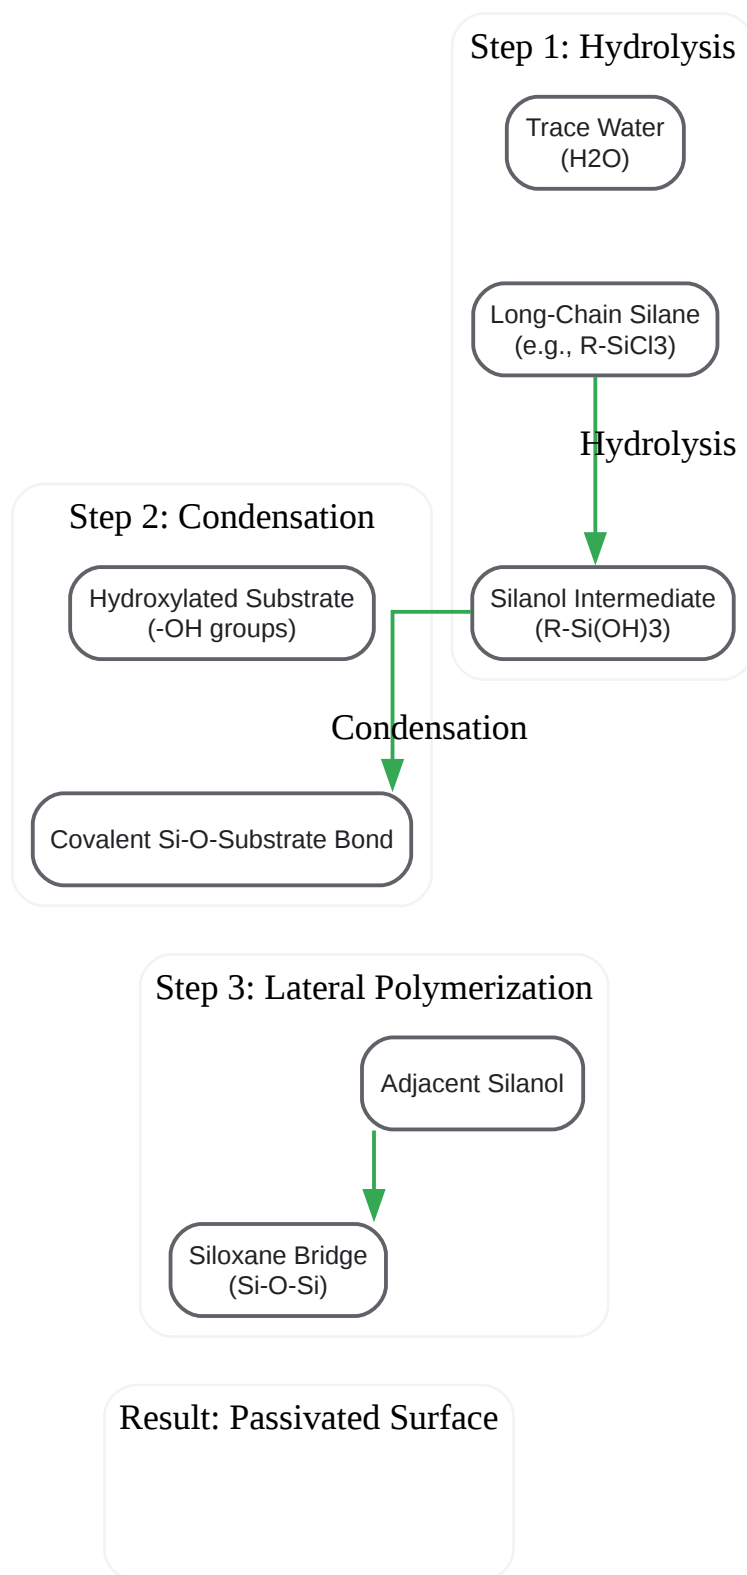 Step 1: Hydrolysis
Trace Water
(H2O)
Long-Chain Silane
(e.g., R-SiCl3)
Hydrolysis
Silanol Intermediate
(R-Si(OH)3)
Step 2: Condensation
Hydroxylated Substrate
(-OH groups)
Condensation
Covalent Si-O-Substrate Bond
Step 3: Lateral Polymerization
Adjacent Silanol
Siloxane Bridge
(Si-O-Si)
Result: Passivated Surface